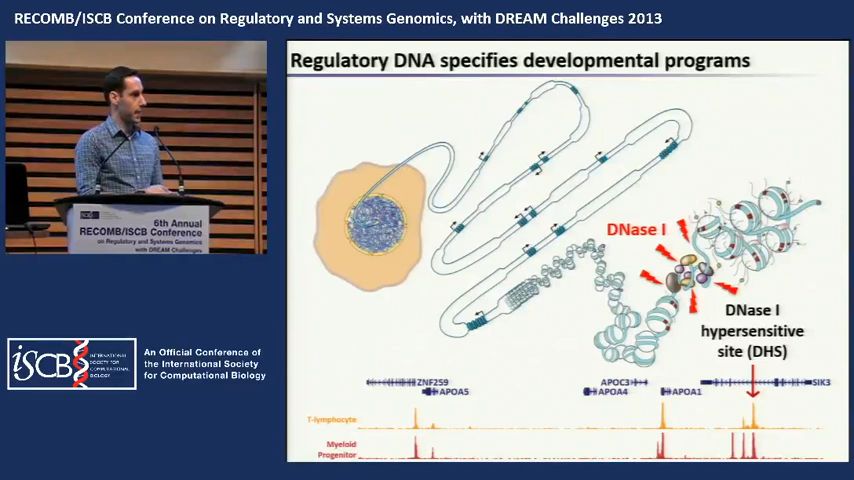 RECOMB/ISCB Conference on Regulatory and Systems Genomics, with DREAM Challenges 2013
6th Annual
RECOMB/ISCB Conference
on Regulatory and Systems Genomics
with DREAM Challenges
iSCB
INTERNATIONAL
SOCIETY FOR
COMPUTATIONAL
BIOLOGY
An Official Conference of
the International Society
for Computational Biology
Regulatory DNA specifies developmental programs
DNase I
DNase I
hypersensitive
site (DHS)
ZNF259
APOA5
APOC3
APOA4
APOA1
SIK3
T-lymphocyte
Myeloid
Progenitor